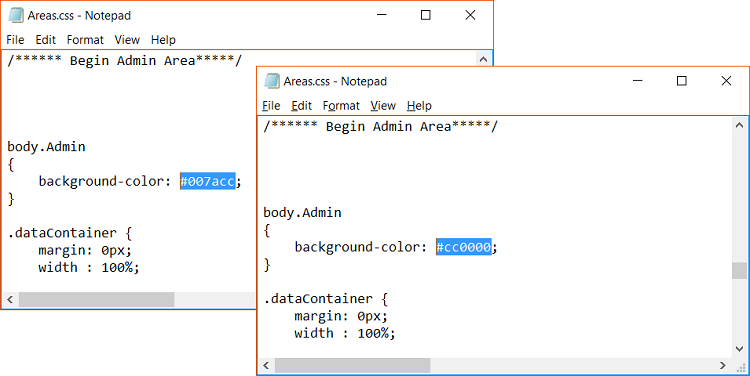 Areas.css - Notepad
File Edit Format View Help
/****** Begin Admin Area*****/
body.Admin
{
    background-color: #007acc;
}
.dataContainer {
    margin: 0px;
    width : 100%;
Areas.css - Notepad
File Edit Format View Help
/****** Begin Admin Area*****/
body.Admin
{
    background-color: #cc0000;
}
.dataContainer {
    margin: 0px;
    width : 100%;